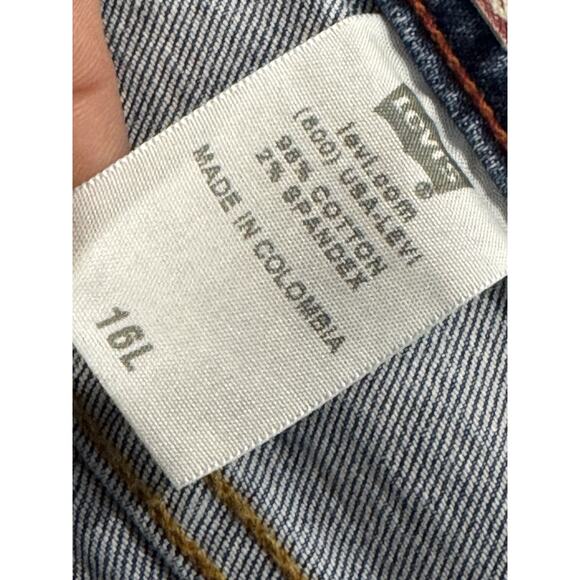 Levi's
®
levi.com
(800) USA-LEVI
98% COTTON
2% SPANDEX
MADE IN COLOMBIA
16L